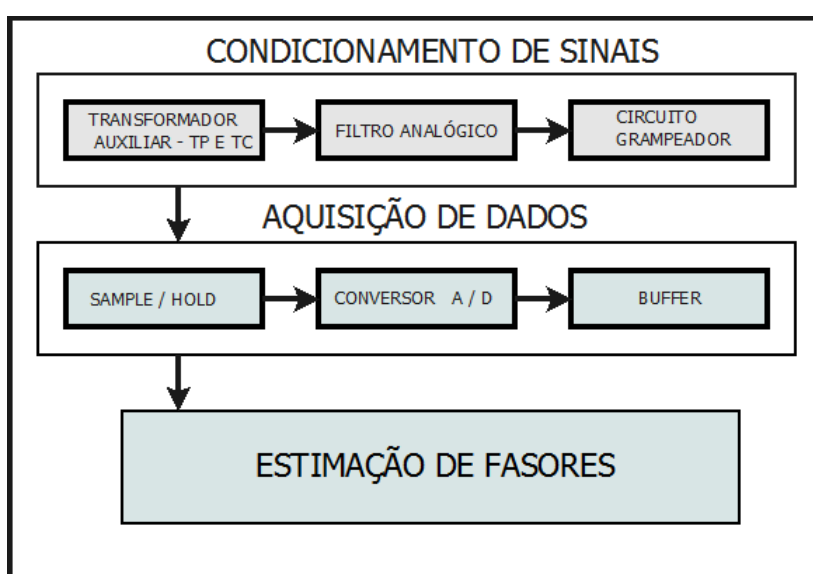 CONDICIONAMENTO DE SINAIS
TRANSFORMADOR
AUXILIAR - TP E TC
FILTRO ANALÓGICO
CIRCUITO
GRAMPEADOR
AQUISIÇÃO DE DADOS
SAMPLE / HOLD
CONVERSOR A / D
BUFFER
ESTIMAÇÃO DE FASORES